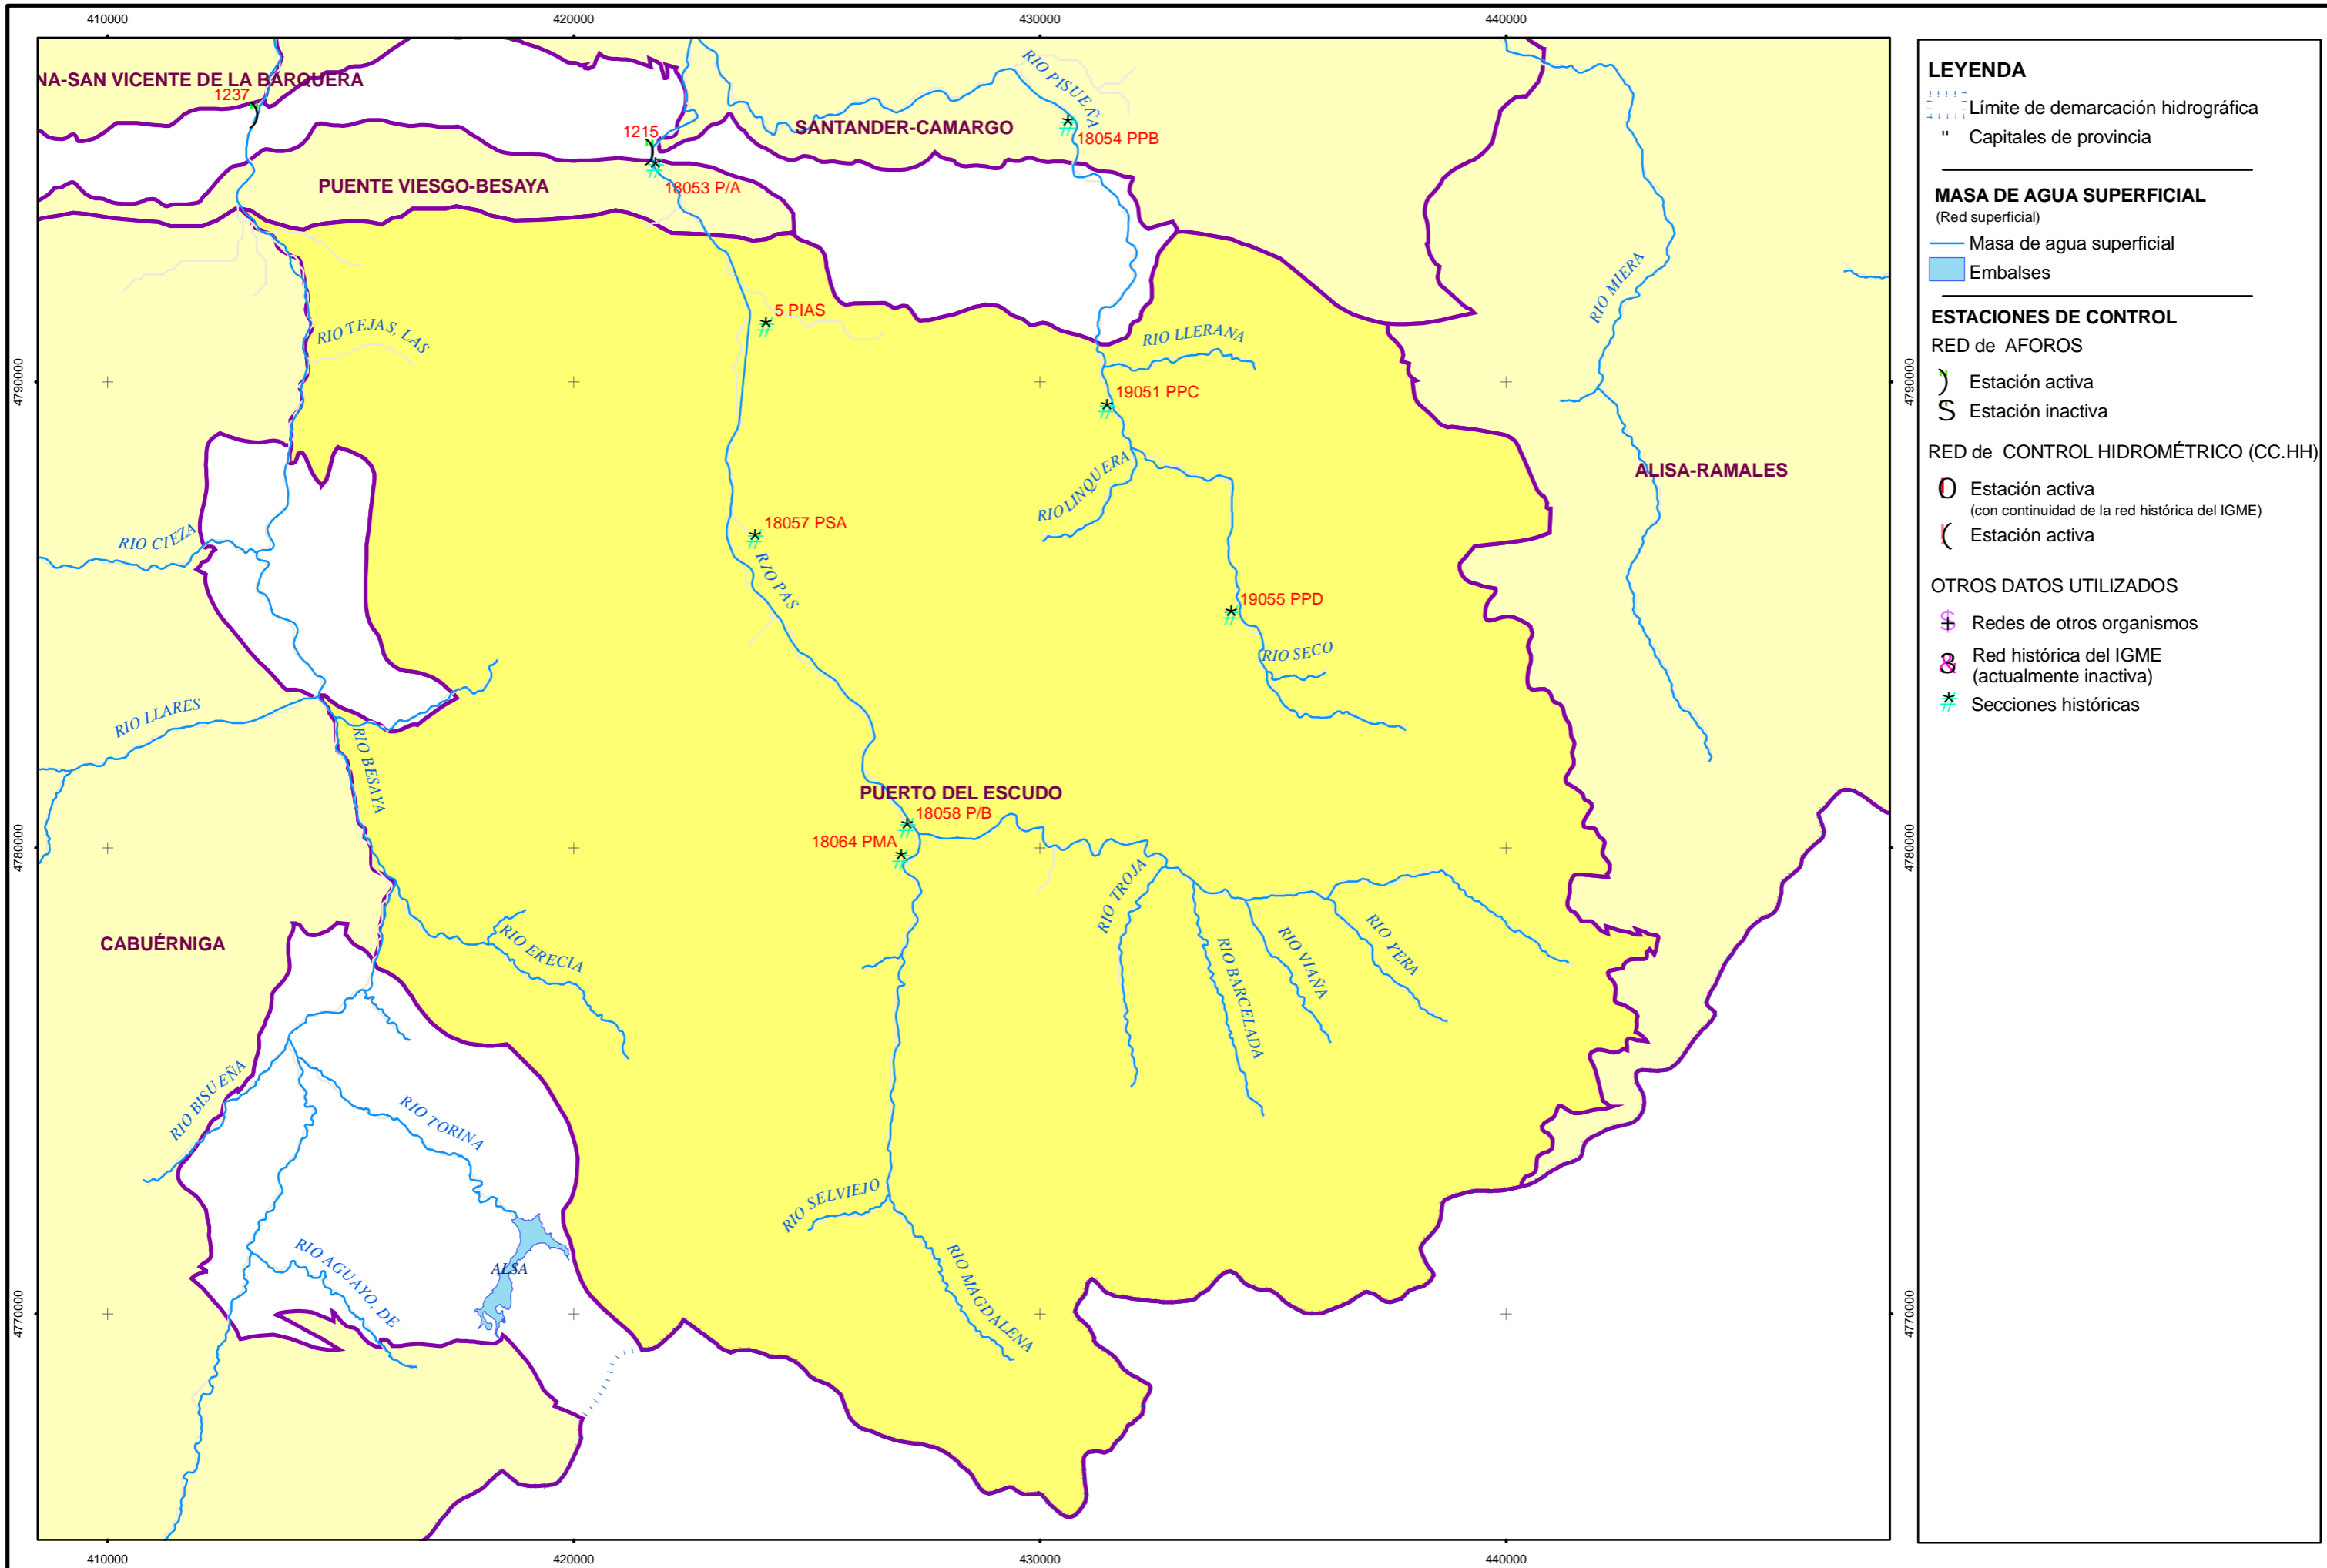 410000
420000
430000
440000
NA-SAN VICENTE DE LA BARQUERA
1237
RIO PISUEÑA
SANTANDER-CAMARGO
1215
18054 PPB
PUENTE VIESGO-BESAYA
18053 P/A
RIO MIERA
5 PIAS
RIO TEJAS, LAS
RIO LLERANA
4790000
4790000
19051 PPC
RIO LINQUERA
ALISA-RAMALES
RIO CIEZA
18057 PSA
RIO PAS
19055 PPD
RIO SECO
RIO LLARES
RIO BESAYA
PUERTO DEL ESCUDO
18058 P/B
18064 PMA
4780000
4780000
RIO TROJA
CABUÉRNIGA
RIO ERECIA
RIO BARCELADA
RIO VIAÑA
RIO YERA
RIO BISUEÑA
RIO TORINA
RIO SELVIEJO
RIO AGUAYO, DE
ALSA
RIO MAGDALENA
4770000
4770000
410000
420000
430000
440000
LEYENDA
Límite de demarcación hidrográfica
" Capitales de provincia
MASA DE AGUA SUPERFICIAL
(Red superficial)
Masa de agua superficial
Embalses
ESTACIONES DE CONTROL
RED de AFOROS
Estación activa
Estación inactiva
RED de CONTROL HIDROMÉTRICO (CC.HH)
Estación activa
(con continuidad de la red histórica del IGME)
Estación activa
OTROS DATOS UTILIZADOS
Redes de otros organismos
Red histórica del IGME
(actualmente inactiva)
Secciones históricas